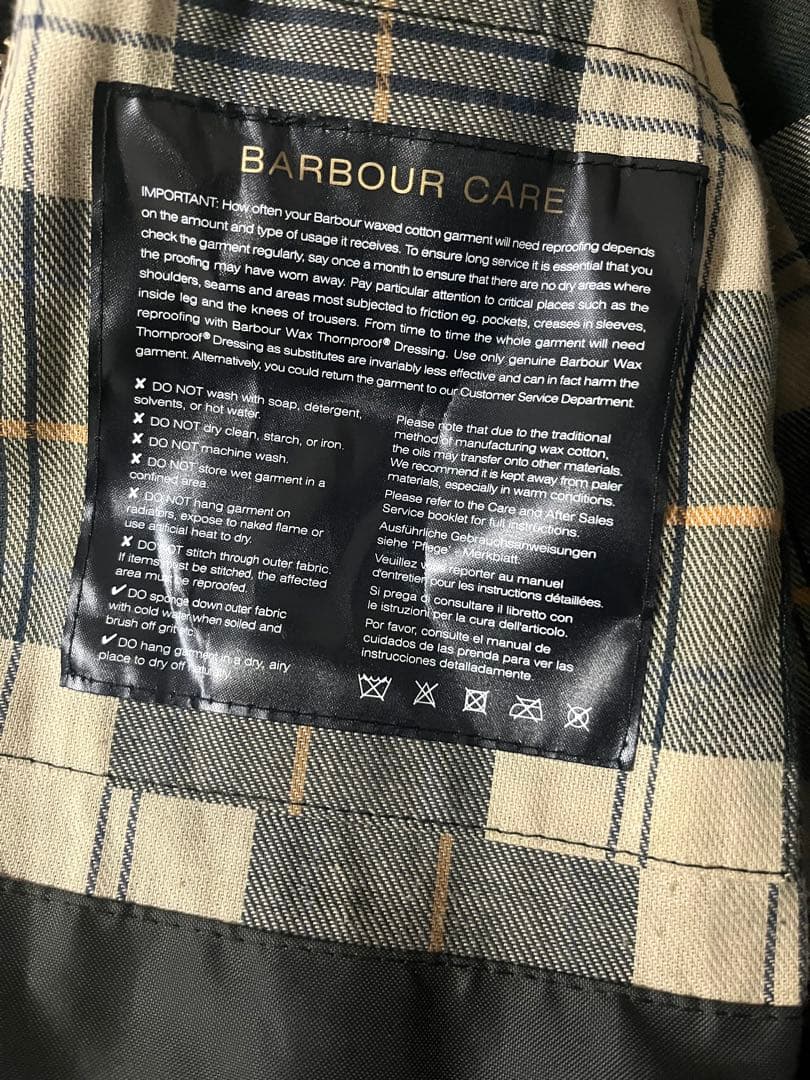 BARBOUR CARE
IMPORTANT: How often your Barbour waxed cotton garment will need reproofing depends
on the amount and type of usage it receives. To ensure long service it is essential that you
check the garment regularly, say once a month to ensure that there are no dry areas where
the proofing may have worn away. Pay particular attention to critical places such as the
shoulders, seams and areas most subjected to friction eg. pockets, creases in sleeves,
inside leg and the knees of trousers. From time to time the whole garment will need
reproofing with Barbour Wax Thornproof® Dressing. Use only genuine Barbour Wax
Thornproof® Dressing as substitutes are invariably less effective and can in fact harm the
garment. Alternatively, you could return the garment to our Customer Service Department.
✘ DO NOT wash with soap, detergent,
solvents, or hot water.
✘ DO NOT dry clean, starch, or iron.
✘ DO NOT machine wash.
✘ DO NOT store wet garment in a
confined area.
✘ DO NOT hang garment on
radiators, expose to naked flame or
use artificial heat to dry.
✘ DO NOT stitch through outer fabric.
If items must be stitched, the affected
area must be reproofed.
✔ DO sponge down outer fabric
with cold water when soiled and
brush off grit etc.
✔ DO hang garment in a dry, airy
place to dry off naturally.
Please note that due to the traditional
method of manufacturing wax cotton,
the oils may transfer onto other materials.
We recommend it is kept away from paler
materials, especially in warm conditions.
Please refer to the Care and After Sales
Service booklet for full instructions.
Ausführliche Gebrauchsanweisungen
siehe 'Pflege' - Merkblatt.
Veuillez reporter au manuel
d'entretien pour les instructions détaillées.
Si prega di consultare il libretto con
le istruzioni per la cura dell'articolo.
Por favor, consulte el manual de
cuidados de las prenda para ver las
instrucciones detalladamente.